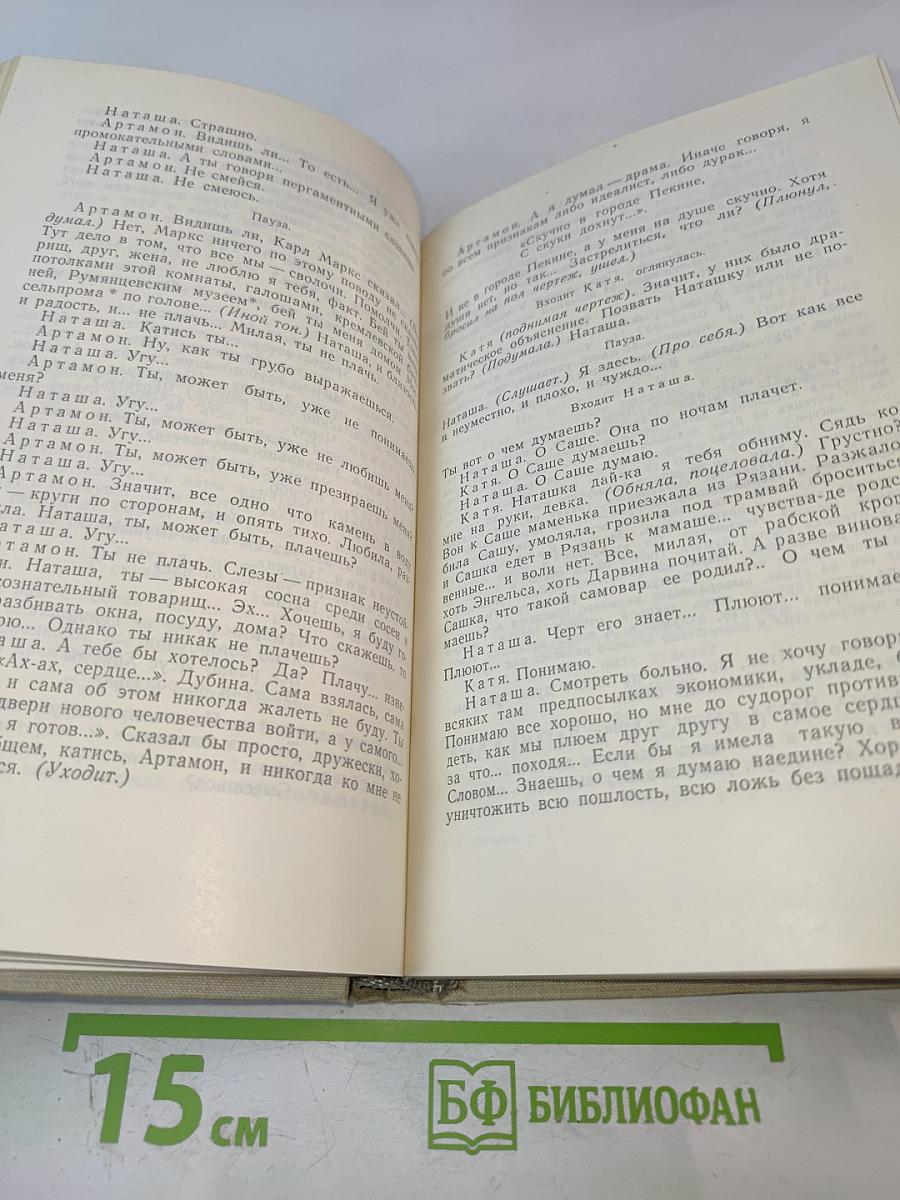 Наташа. Страшно.
Артамон. Видишь ли... То есть... Я уже
промокательными словами...
Наташа. А ты говори пергаментными словами.
Артамон. Не смейся.
Наташа. Не смеюсь.
Пауза.
Артамон. Видишь ли, Карл Маркс сказал...
думал.) Нет, Маркс ничего по этому поводу не
Тут дело в том, что все мы — сволочи. Помолчи,
рищ, друг, жена, не люблю я тебя, факт. Бей ты меня
потолками этой комнаты, галошами, кремлевской
ней, Румянцевским музеем*, бей ты меня домом
сельпрома * по голове... (Иной тон.) Наташа, и
и радость, и... не плачь... Милая, ты не плачь.
Наташа. Катись ты...
Артамон. Ну, как ты грубо выражаешься.
Наташа. Угу...
Артамон. Ты, может быть, уже не понимаешь
меня?
Наташа. Угу...
Артамон. Ты, может быть, уже не любишь меня?
Наташа. Угу...
Артамон. Ты, может быть, уже презираешь меня?
Наташа. Угу...
Артамон. Значит, все одно что камень в воду
— круги по сторонам, и опять тихо. Любила, раз-
ла. Наташа, ты, может быть, плачешь?
Наташа. Угу...
Артамон. Ты не плачь. Слезы — признак неустой-
и. Наташа, ты — высокая сосна среди сосен и
сознательный товарищ... Эх... Хочешь, я буду го-
разбивать окна, посуду, дома? Что скажешь, то
рю... Однако ты никак не плачешь?
аша. А тебе бы хотелось? Да? Плачу... изве-
«Ах-ах, сердце...». Дубина. Сама взялась, сама
и сама об этом никогда жалеть не буду. Ты
двери нового человечества войти, а у самого...
я готов...». Сказал бы просто, дружески, хо-
бщем, катись, Артамон, и никогда ко мне не
ся. (Уходит.)
Артамон. А я думал — драма. Иначе говоря, я
по всем признакам либо идеалист, либо дурак...
«Скучно в городе Пекине,
С скуки дохнут...».
И не в городе Пекине, а у меня на душе скучно. Хотя
души нет, но так... Застрелиться, что ли? (Плюнул,
бросил на пол чертеж, ушел.)
Входит Катя, оглянулась.
Катя (поднимая чертеж). Значит, у них было дра-
матическое объяснение. Позвать Наташку или не по-
звать? (Подумала.) Наташа.
Пауза.
Наташа. (Слушает.) Я здесь. (Про себя.) Вот как все
и неуместно, и плохо, и чуждо...
Входит Наташа.
Ты вот о чем думаешь?
Наташа. О Саше. Она по ночам плачет.
Катя. О Саше думаешь?
Наташа. О Саше думаю.
Катя. Наташка дай-ка я тебя обниму. Сядь ко
мне на руки, девка. (Обняла, поцеловала.) Грустно?
Вон к Саше маменька приезжала из Рязани. Разжало-
била Сашу, умоляла, грозила под трамвай броситься
и Сашка едет в Рязань к мамаше... чувства-де родс
венные... и воли нет. Все, милая, от рабской кров
хоть Энгельса, хоть Дарвина почитай. А разве винова
Сашка, что такой самовар ее родил?.. О чем ты
маешь?
Наташа. Черт его знает... Плюют... понимае
Плюют...
Катя. Понимаю.
Наташа. Смотреть больно. Я не хочу говори
всяких там предпосылках экономики, укладе, б
Понимаю все хорошо, но мне до судорог против
деть, как мы плюем друг другу в самое сердц
за что... походя... Если бы я имела такую в
Словом... Знаешь, о чем я думаю наедине? Хор
уничтожить всю пошлость, всю ложь без пощад
15 см
БФ БИБЛИОФАН